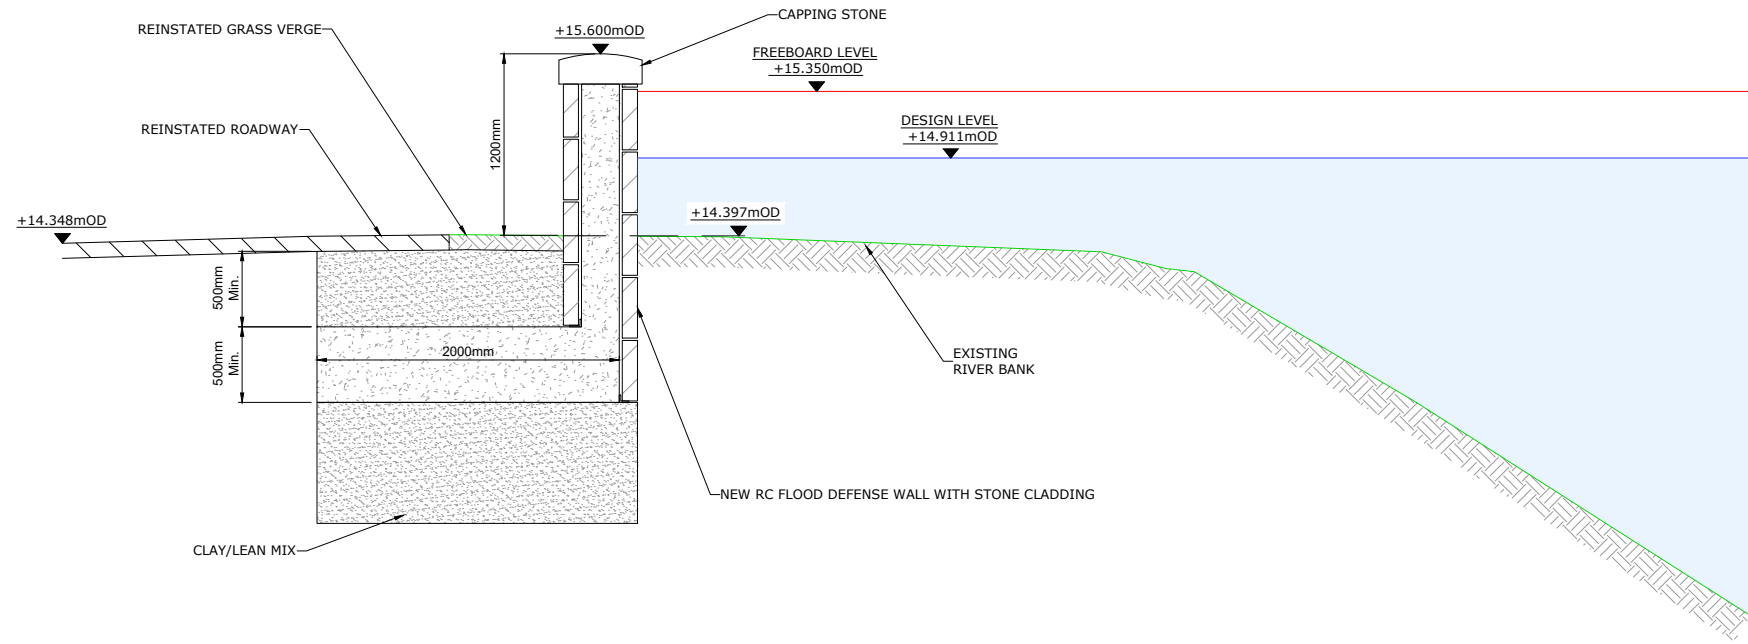 CAPPING STONE
REINSTATED GRASS VERGE
+15.600mOD
FREEBOARD LEVEL
+15.350mOD
REINSTATED ROADWAY
DESIGN LEVEL
+14.911mOD
1200mm
+14.348mOD
+14.397mOD
500mm
Min.
500mm
Min.
2000mm
EXISTING
RIVER BANK
NEW RC FLOOD DEFENSE WALL WITH STONE CLADDING
CLAY/LEAN MIX